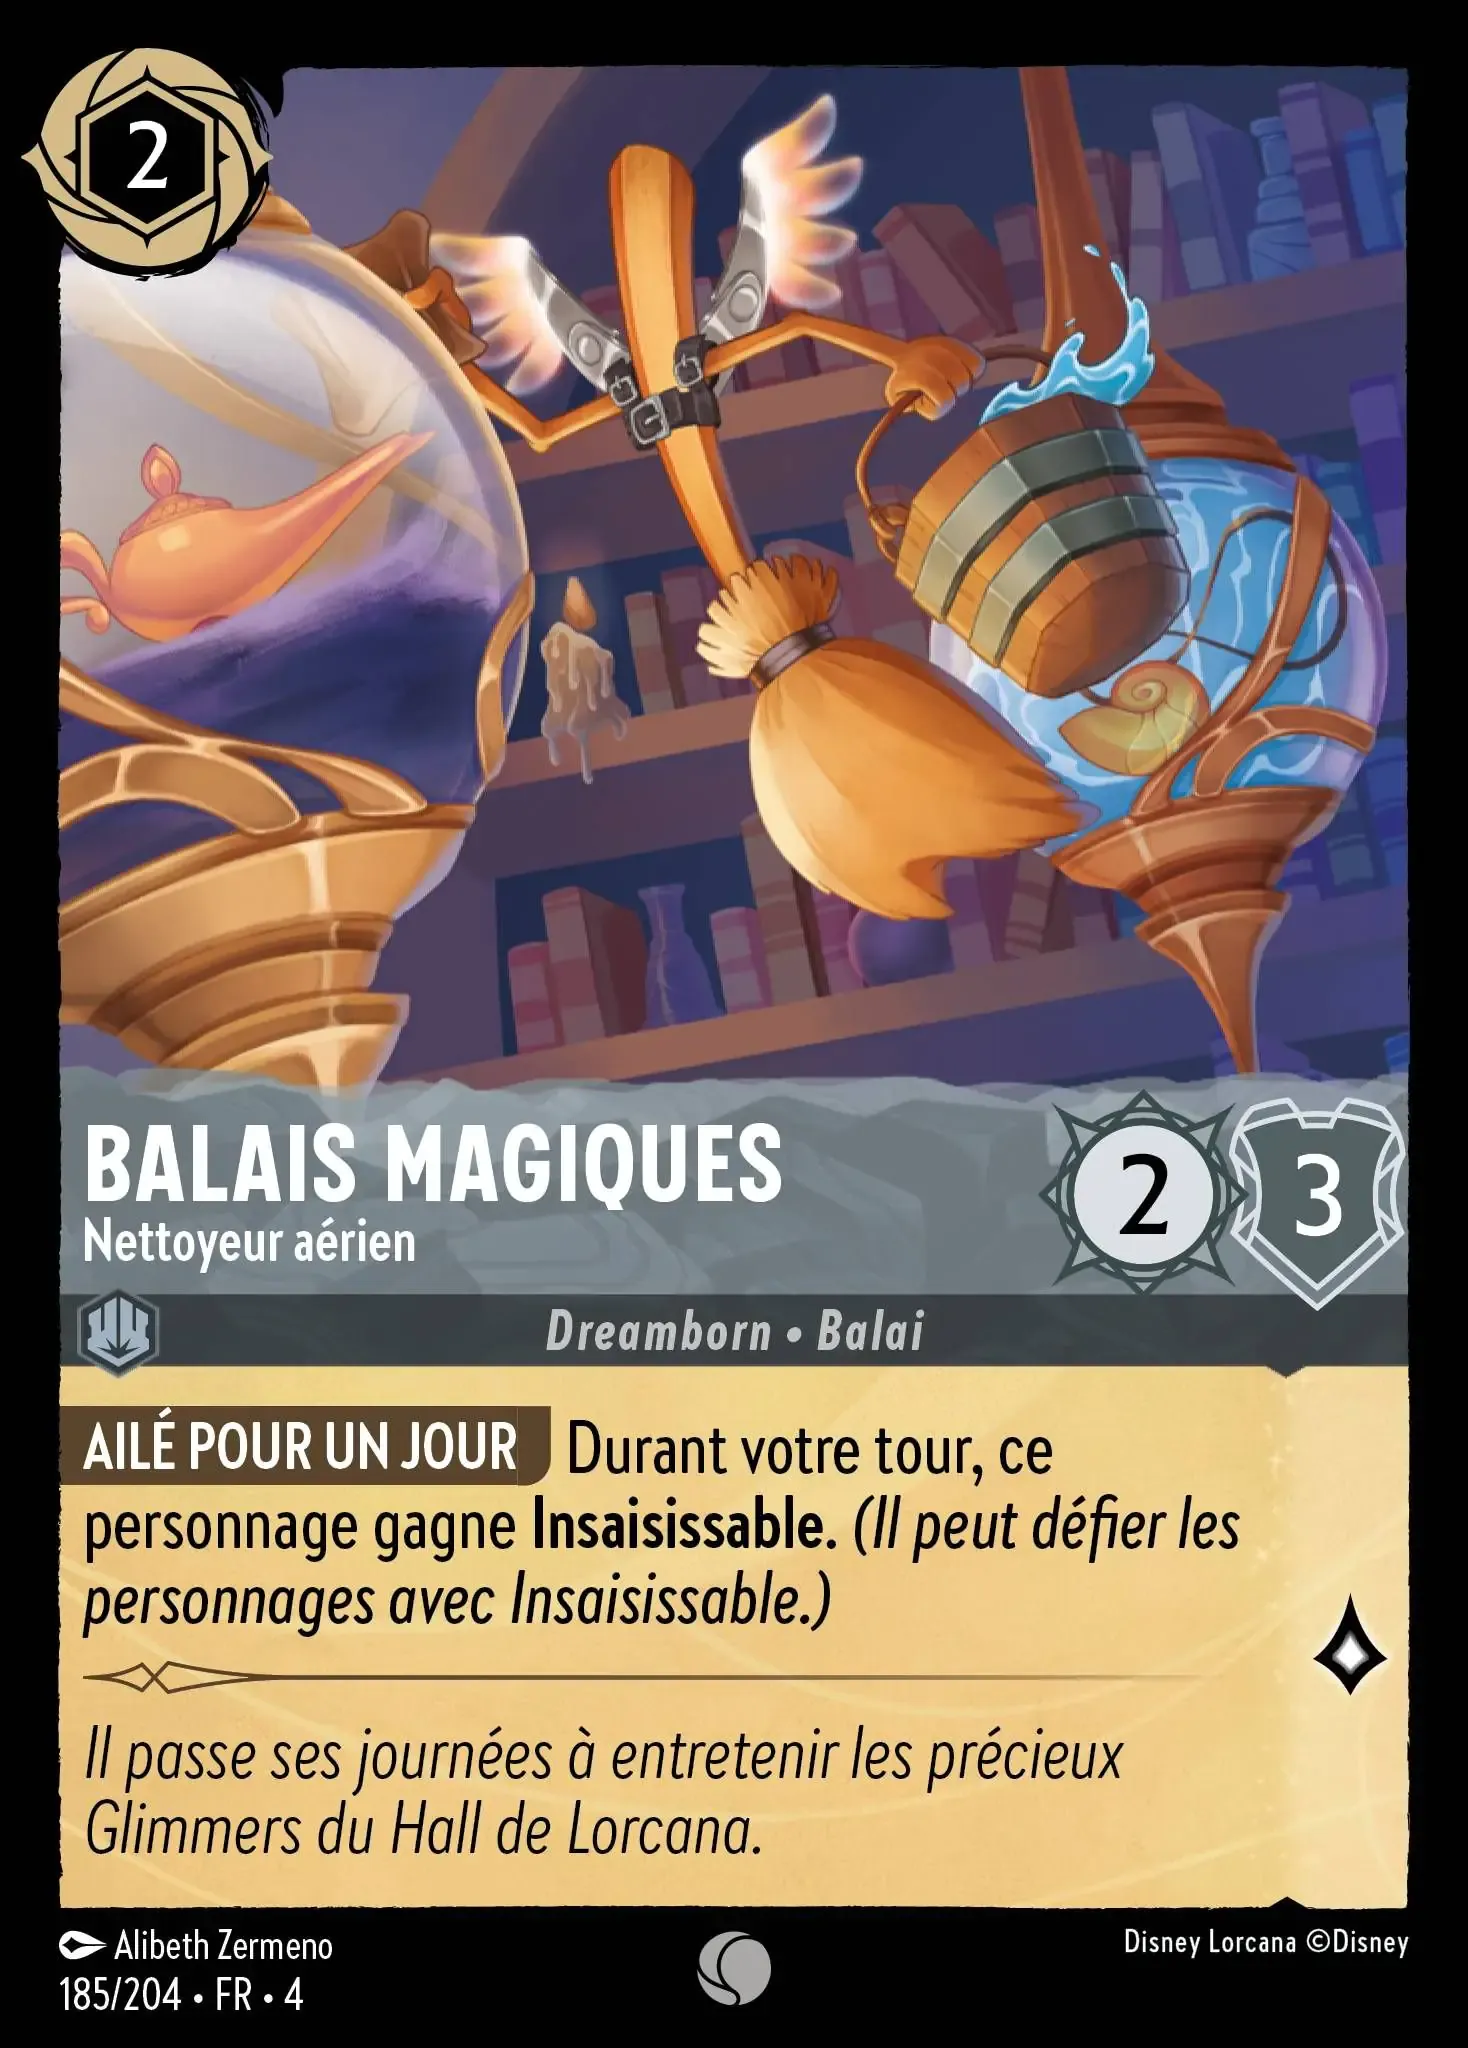 2
BALAIS MAGIQUES
Nettoyeur aérien
2
3
Dreamborn • Balai
AILÉ POUR UN JOUR Durant votre tour, ce
personnage gagne Insaisissable. (Il peut défier les
personnages avec Insaisissable.)
Il passe ses journées à entretenir les précieux
Glimmers du Hall de Lorcana.
Alibeth Zermeno
Disney Lorcana ©Disney
185/204 • FR • 4